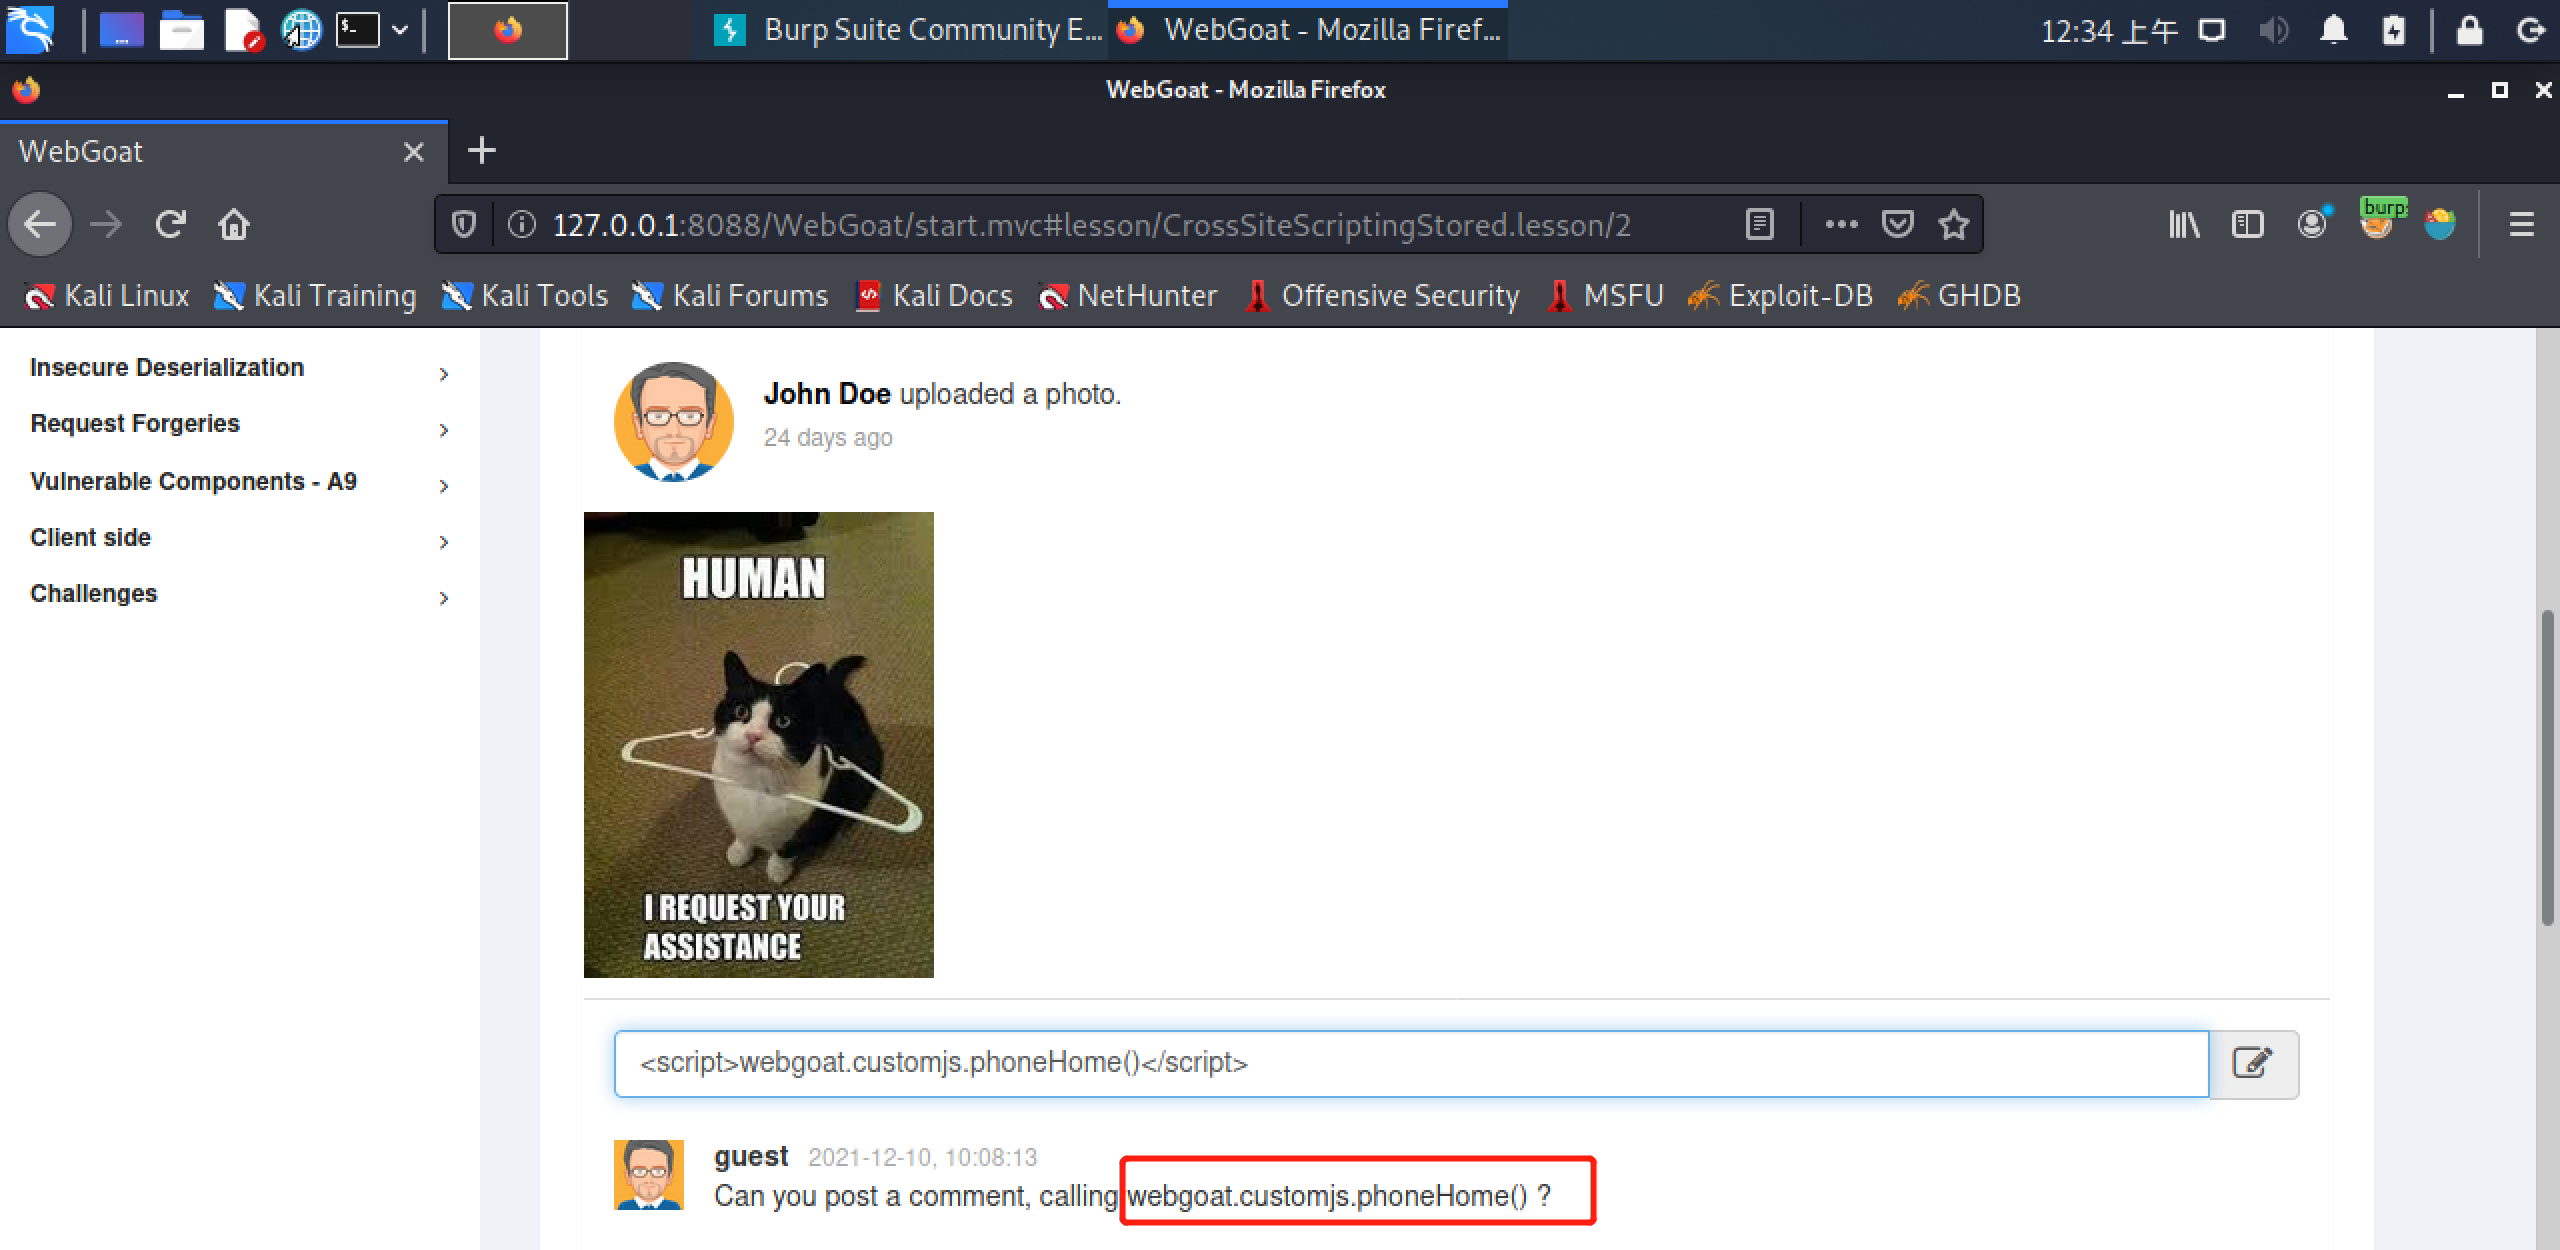 $-
Burp Suite Community E...
WebGoat - Mozilla Firef...
12:34 上午
WebGoat - Mozilla Firefox
WebGoat
127.0.0.1:8088/WebGoat/start.mvc#lesson/CrossSiteScriptingStored.lesson/2
burp
Kali Linux
Kali Training
Kali Tools
Kali Forums
Kali Docs
NetHunter
Offensive Security
MSFU
Exploit-DB
GHDB
Insecure Deserialization
Request Forgeries
Vulnerable Components - A9
Client side
Challenges
John Doe uploaded a photo.
24 days ago
HUMAN
I REQUEST YOUR
ASSISTANCE
<script>webgoat.customjs.phoneHome()</script>
guest 2021-12-10, 10:08:13
Can you post a comment, calling webgoat.customjs.phoneHome() ?